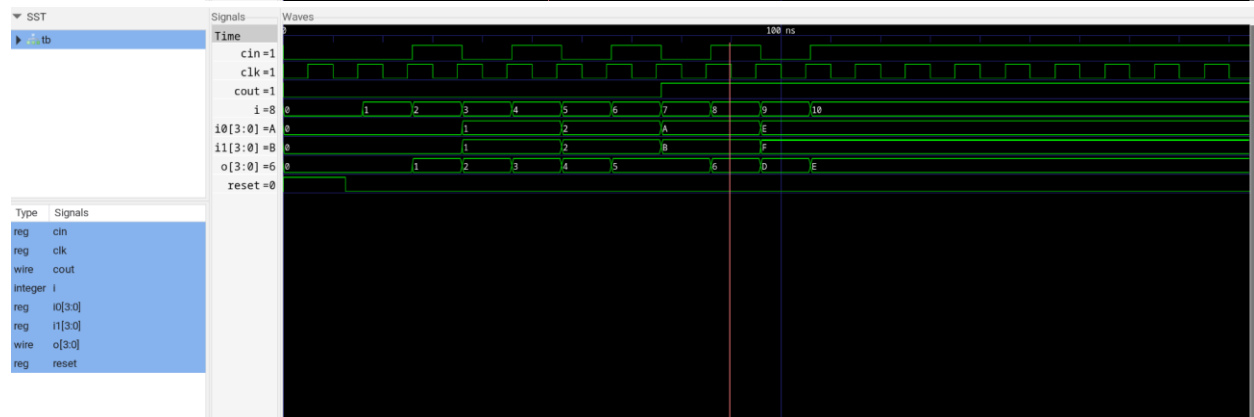 SST
tb
Type Signals
reg cin
reg clk
wire cout
integer i
reg i0[3:0]
reg i1[3:0]
wire o[3:0]
reg reset
Signals
Waves
Time
0 100 ns
cin =1
clk =1
cout =1
i =8 0 1 2 3 4 5 6 7 8 9 10
i0[3:0] =A 0 1 2 A E
i1[3:0] =B 0 1 2 B F
o[3:0] =6 0 1 2 3 4 5 6 D E
reset =0